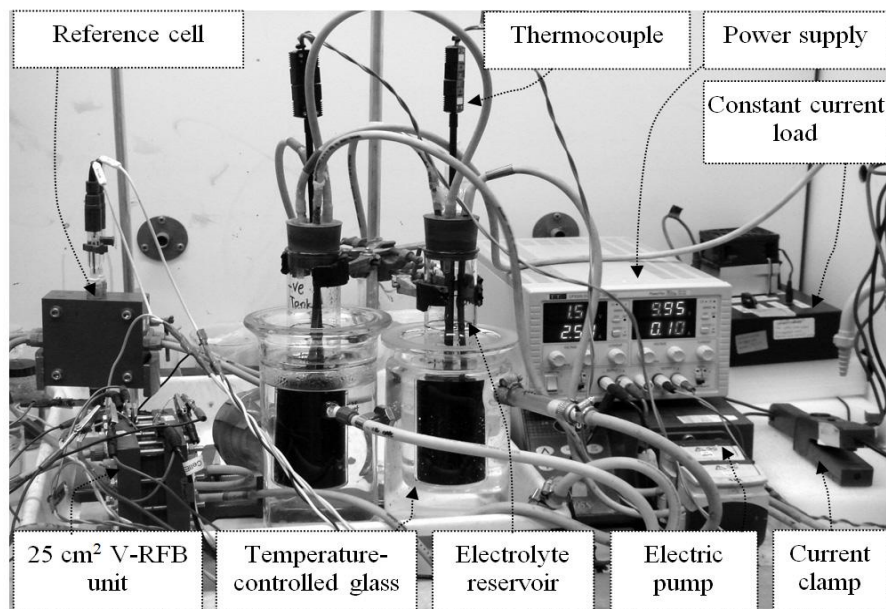 Reference cell
Thermocouple
Power supply
Constant current
load
-ve
Tank
1.5
9.95
2.50
0.10
25 cm² V-RFB
unit
Temperature-
controlled glass
Electrolyte
reservoir
Electric
pump
Current
clamp